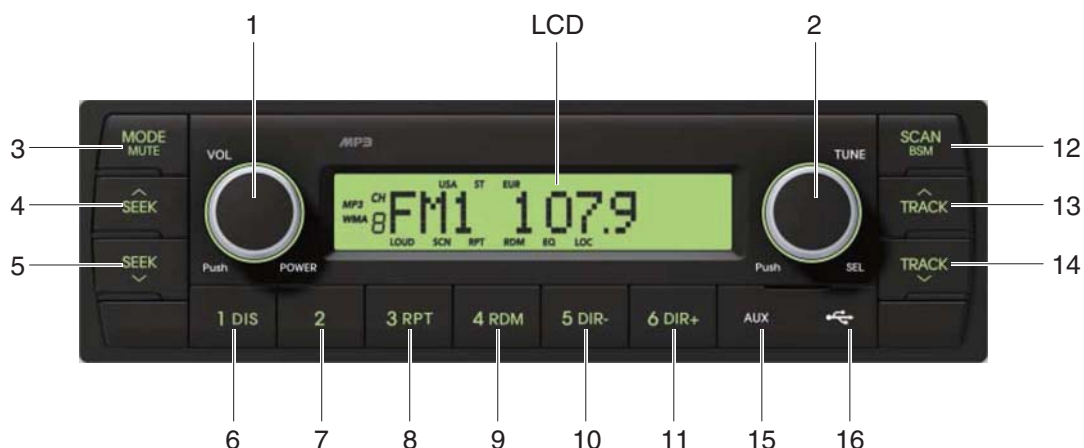 1 LCD 2
3 MODE MUTE VOL MP3 TUNE SCAN BSM 12
4 SEEK USA ST EUR TRACK 13
MP3 WMA CH 8 FM1 107.9
LOUD SCN RPT RDM EQ LOC
5 SEEK Push POWER Push SEL TRACK 14
1 DIS 2 3 RPT 4 RDM 5 DIR- 6 DIR+ AUX
6 7 8 9 10 11 15 16